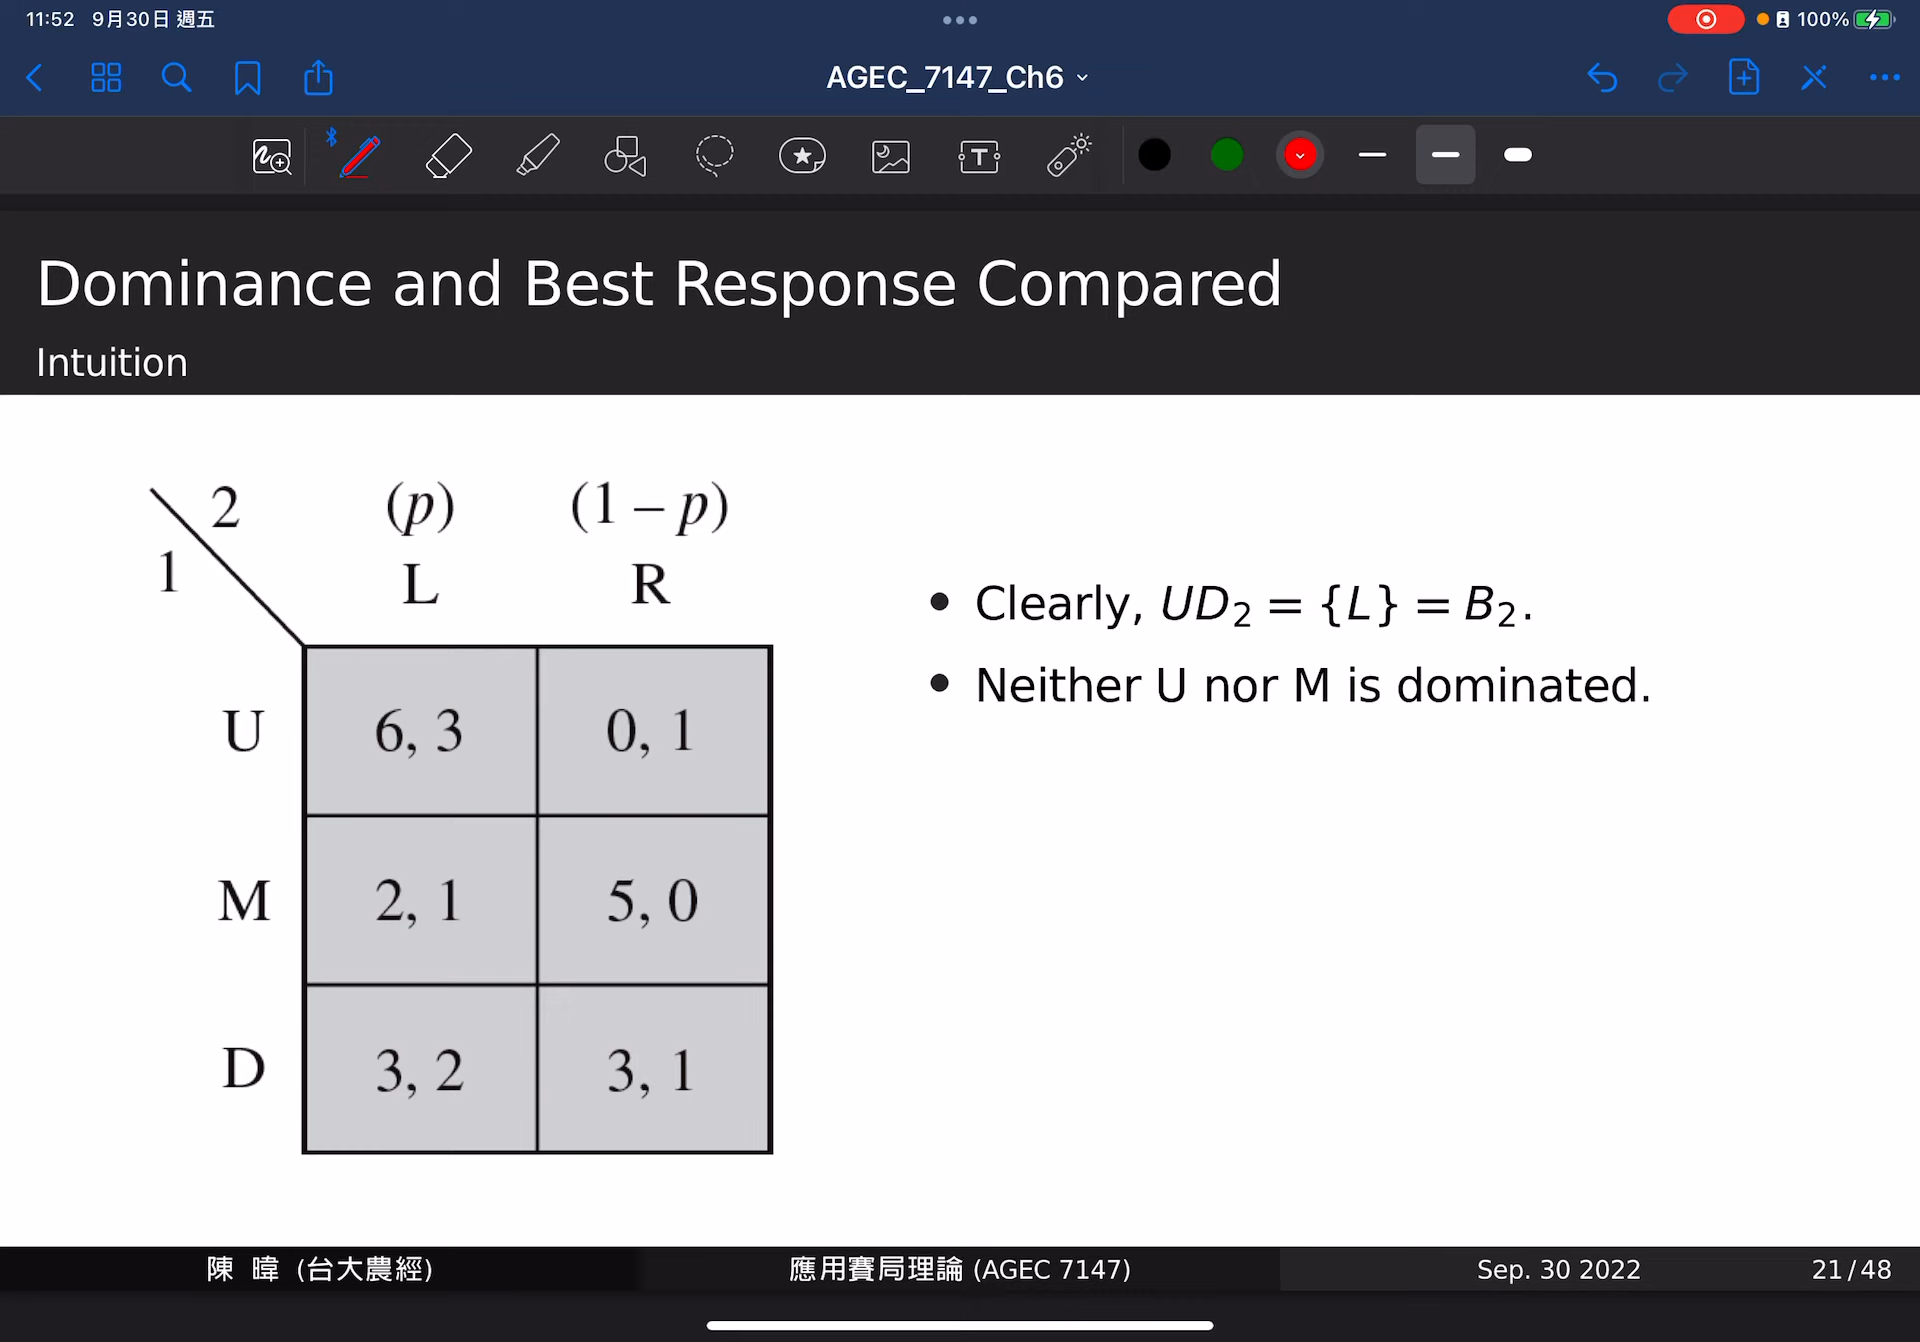 11:52 9月30日 週五
100%
AGEC_7147_Ch6
T
Dominance and Best Response Compared
Intuition
2 (p) (1 – p)
1 L R
• Clearly, UD₂ = {L} = B₂.
• Neither U nor M is dominated.
U 6, 3 0, 1
M 2, 1 5, 0
D 3, 2 3, 1
陳 暐 (台大農經) 應用賽局理論 (AGEC 7147) Sep. 30 2022 21 / 48